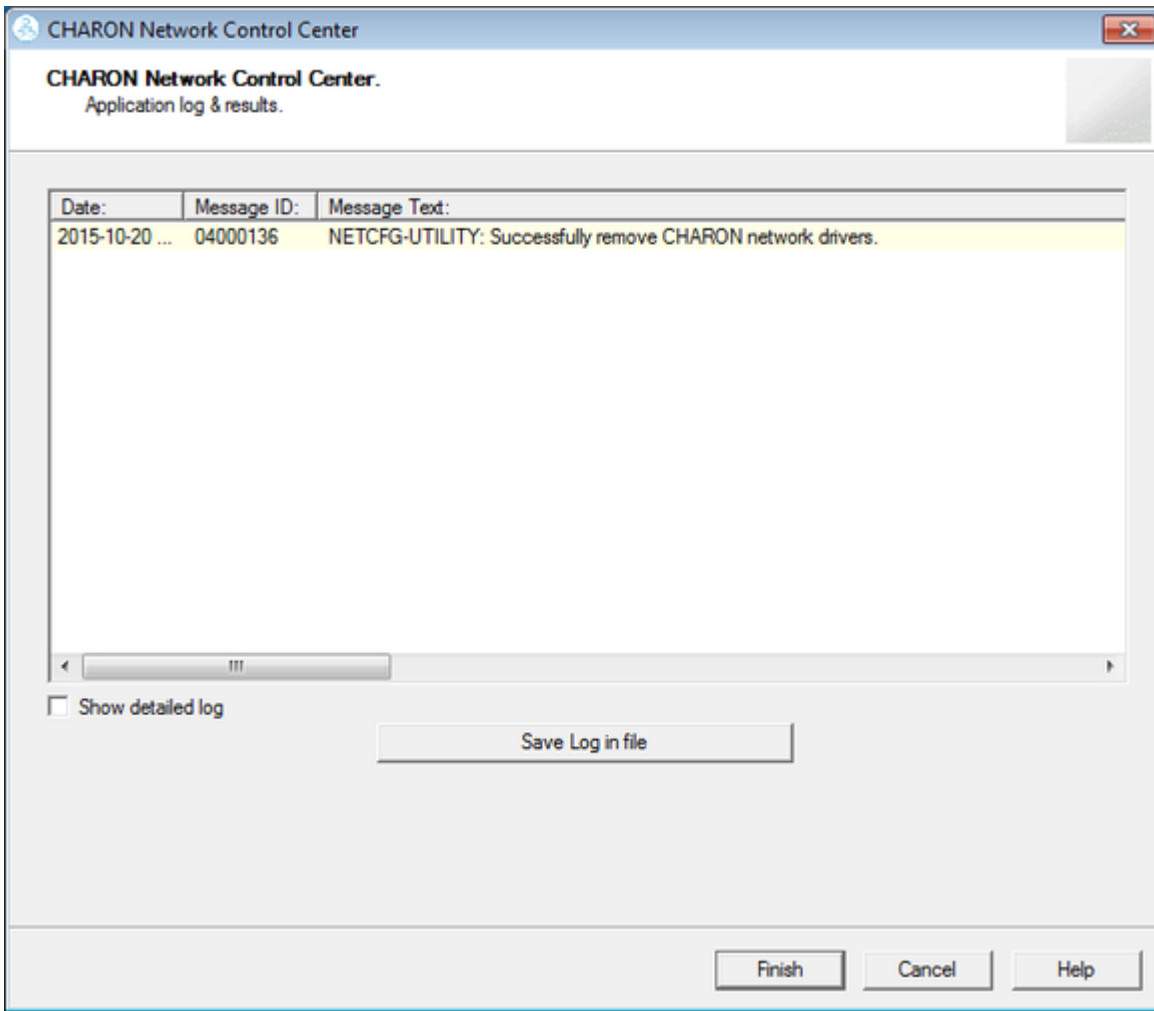 CHARON Network Control Center
CHARON Network Control Center.
Application log & results.
Date: Message ID: Message Text:
2015-10-20 ... 04000136 NETCFG-UTILITY: Successfully remove CHARON network drivers.
Show detailed log
Save Log in file
Finish Cancel Help